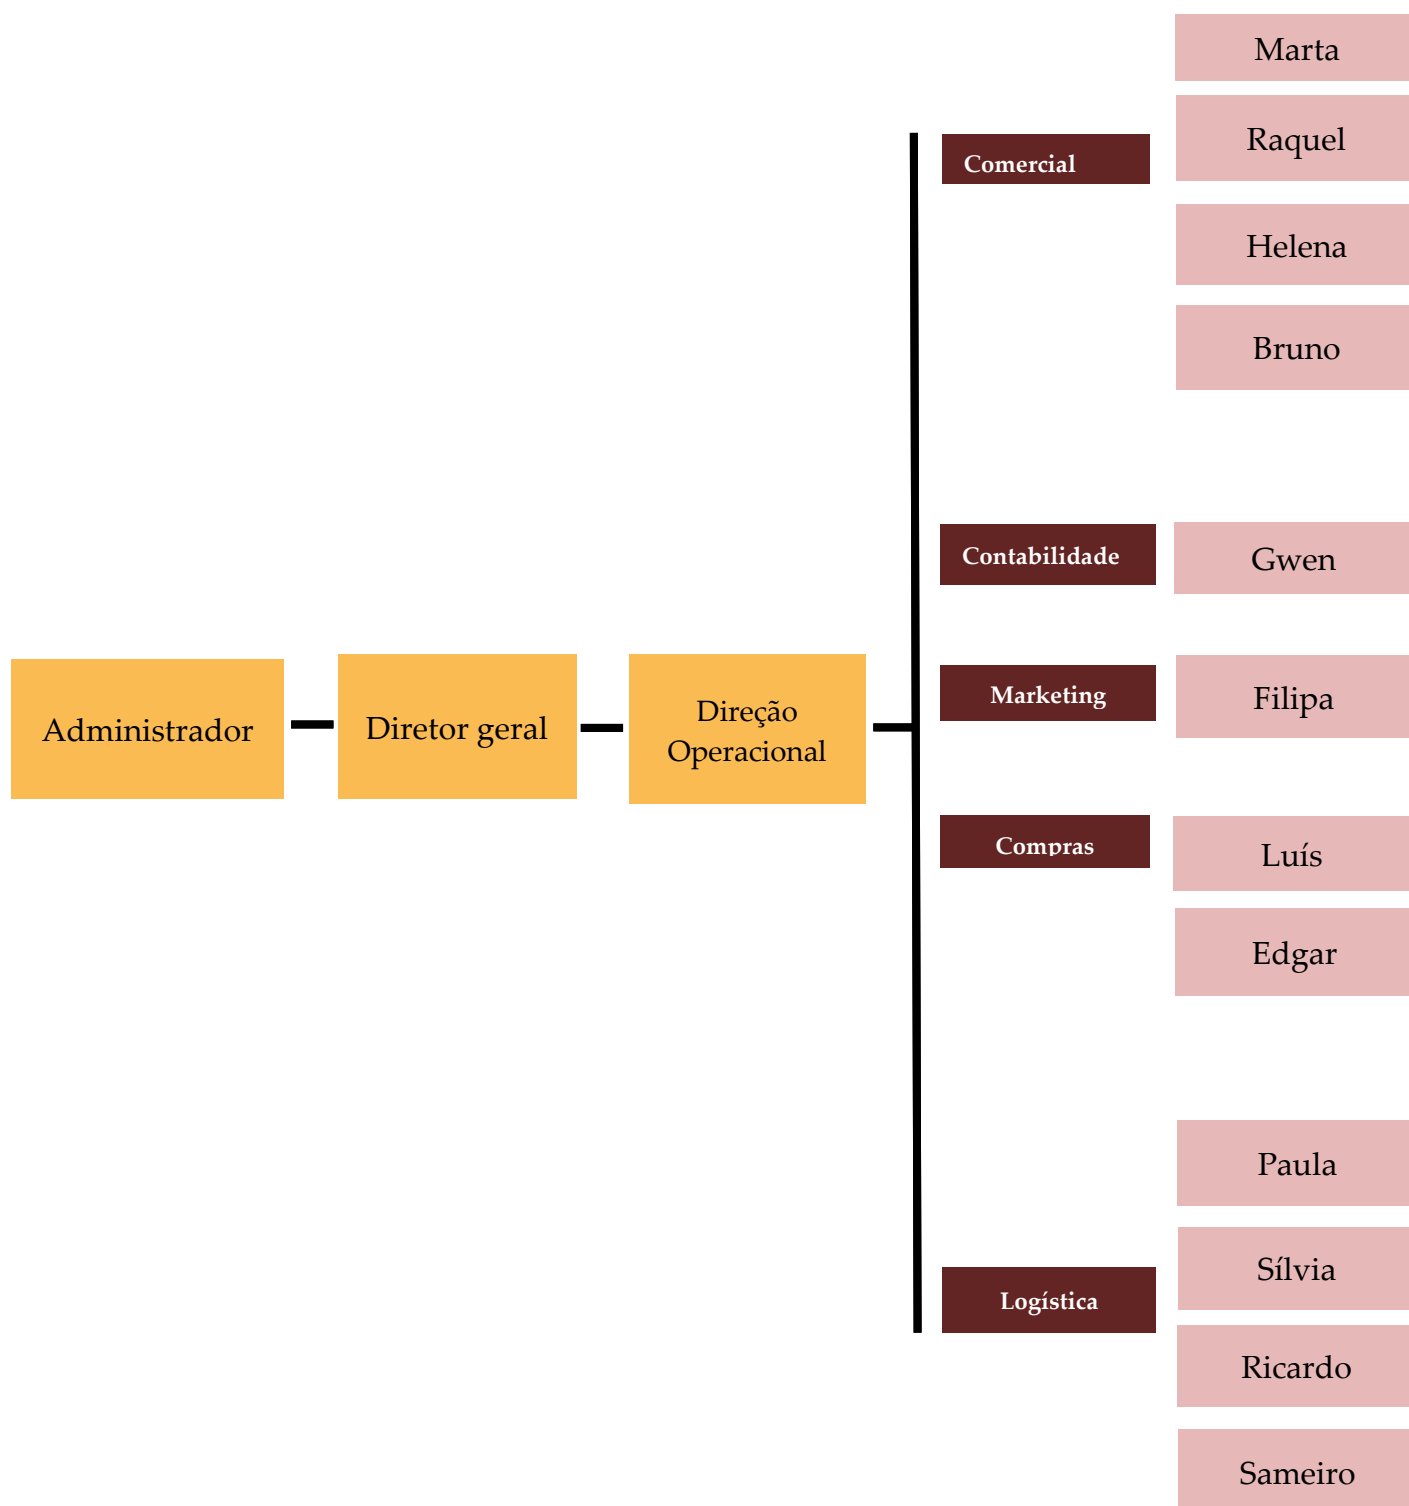 Marta
Comercial
Raquel
Helena
Bruno
Contabilidade
Gwen
Administrador
Diretor geral
Direção
Operacional
Marketing
Filipa
Compras
Luís
Edgar
Paula
Logística
Sílvia
Ricardo
Sameiro